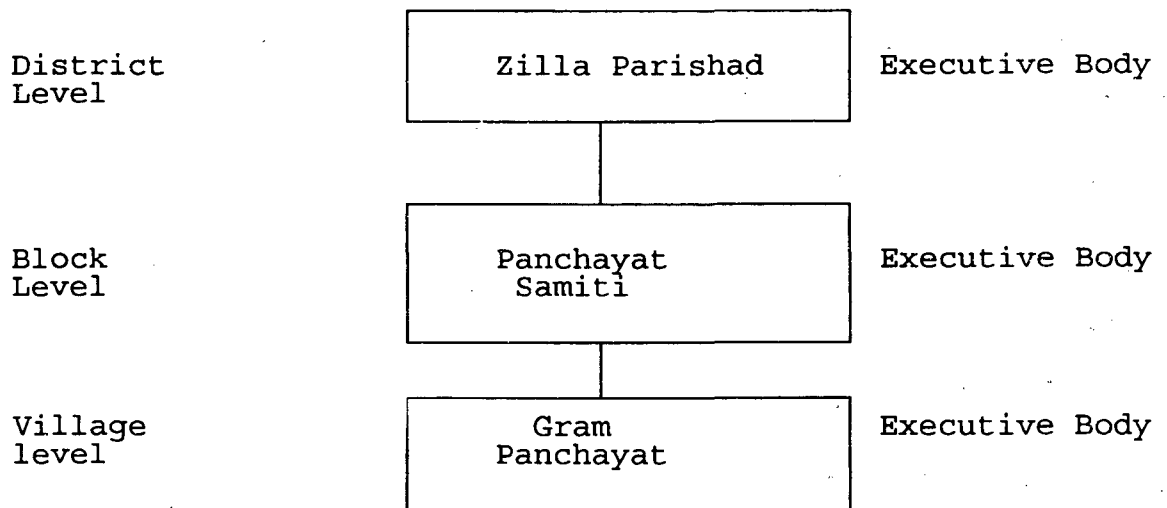 District Level
Zilla Parishad
Executive Body
Block Level
Panchayat
Samiti
Executive Body
Village level
Gram
Panchayat
Executive Body